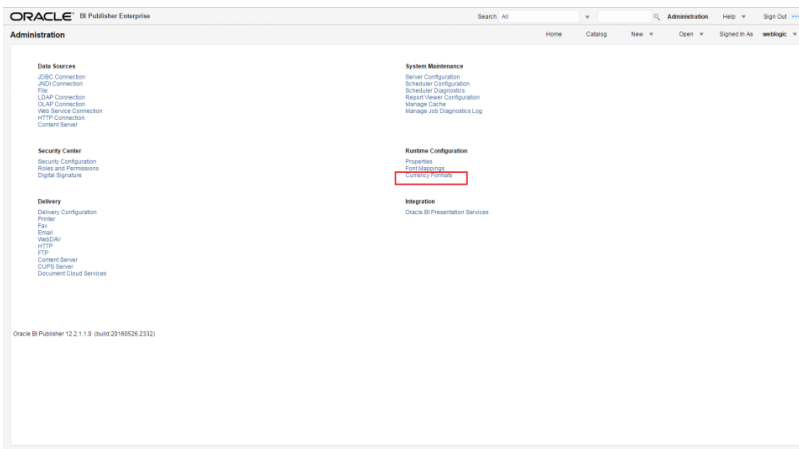 ORACLE BI Publisher Enterprise
Search All
Administration Help Sign Out
Administration
Home Catalog New Open Signed In As weblogic
Data Sources
JDBC Connection
JNDI Connection
File
LDAP Connection
OLAP Connection
Web Service Connection
HTTP Connection
Content Server
System Maintenance
Server Configuration
Scheduler Configuration
Scheduler Diagnostics
Report Viewer Configuration
Manage Cache
Manage Job Diagnostics Log
Security Center
Security Configuration
Roles and Permissions
Digital Signature
Runtime Configuration
Properties
Font Mappings
Currency Formats
Delivery
Delivery Configuration
Printer
Fax
Email
WebDAV
HTTP
FTP
Content Server
CUPS Server
Document Cloud Services
Integration
Oracle BI Presentation Services
Oracle BI Publisher 12.2.1.1.0 (build:20160526.2332)